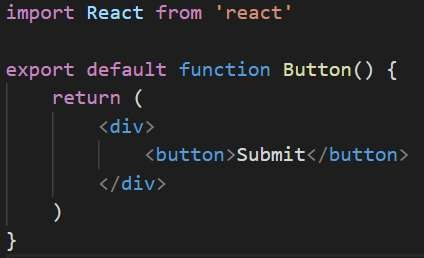 import React from 'react'
export default function Button() {
return (
<div>
<button>Submit</button>
</div>
)
}